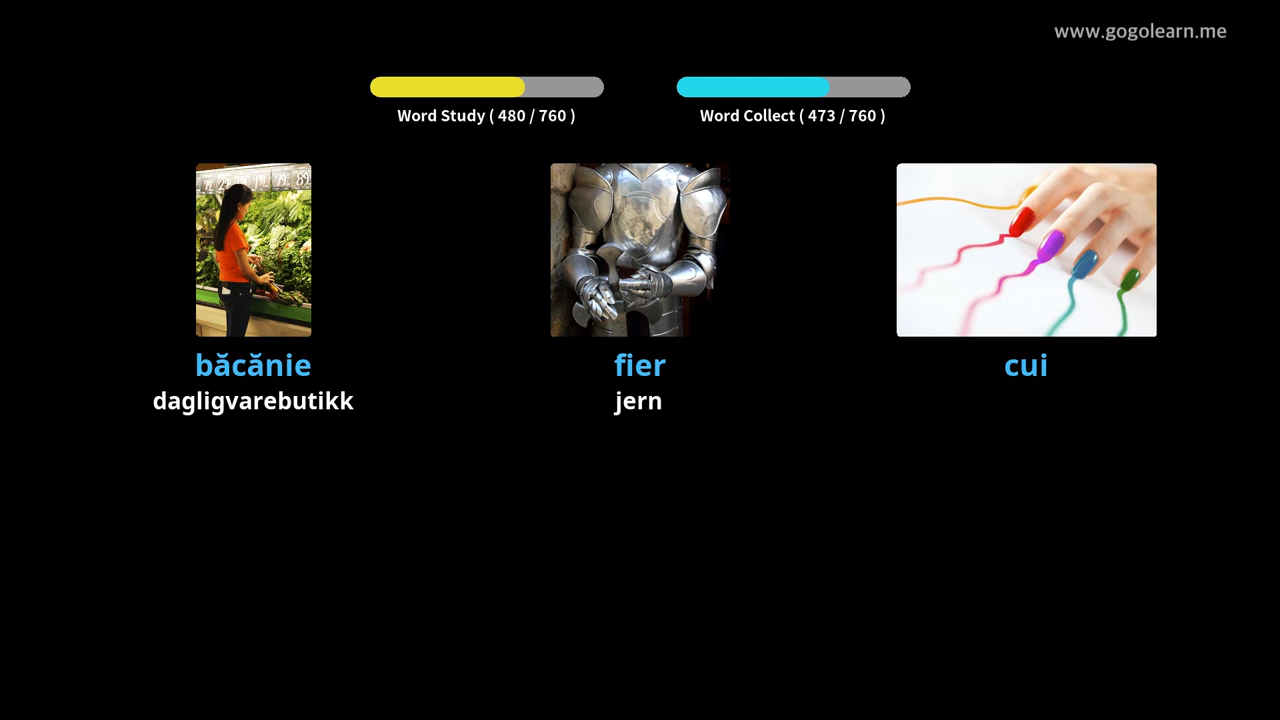 www.gogolearn.me
Word Study ( 480 / 760 )
Word Collect ( 473 / 760 )
băcănie
dagligvarebutikk
fier
jern
cui